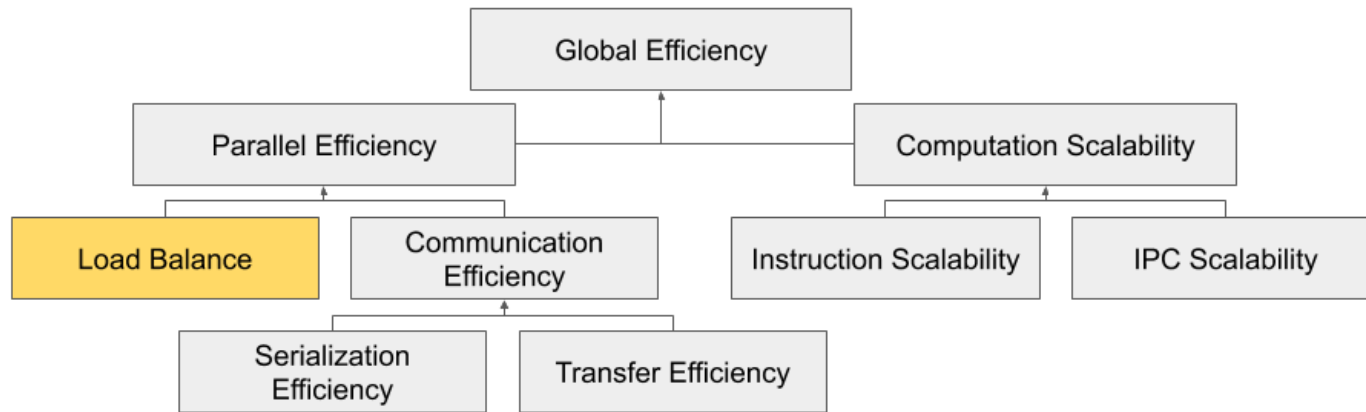 Global Efficiency
Parallel Efficiency
Computation Scalability
Load Balance
Communication
Efficiency
Instruction Scalability
IPC Scalability
Serialization
Efficiency
Transfer Efficiency